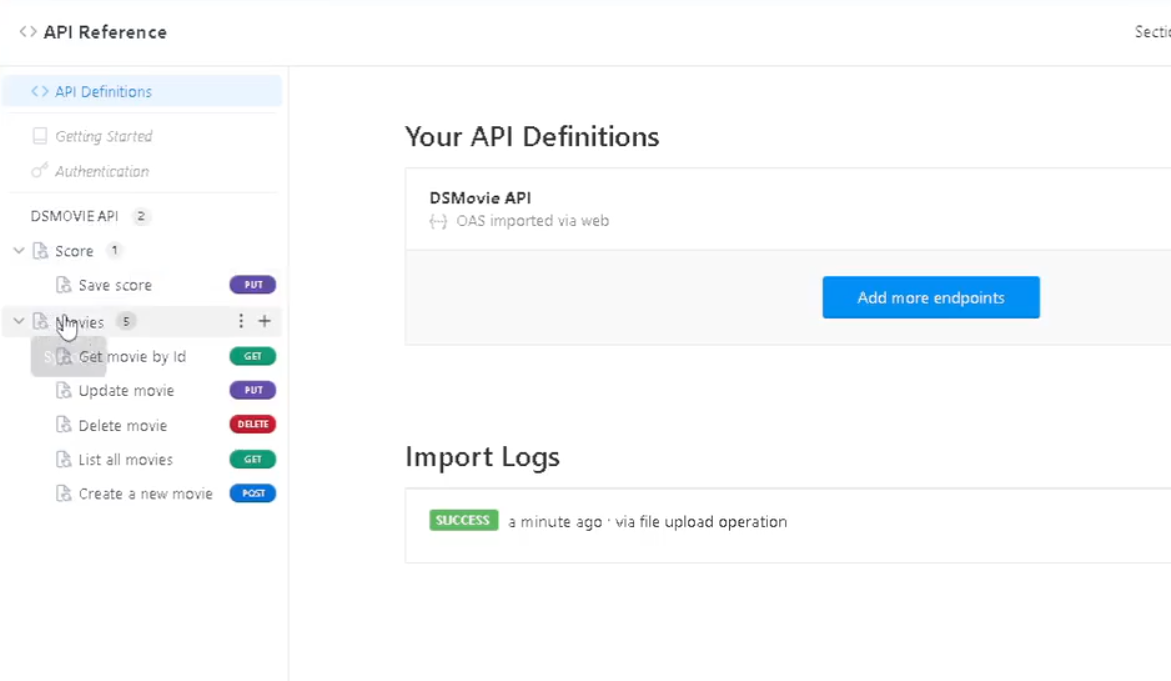 <> API Reference
Secti
<> API Definitions
Getting Started
Authentication
DSMOVIE API 2
Score 1
Save score PUT
Movies 5
Get movie by Id GET
Update movie PUT
Delete movie DELETE
List all movies GET
Create a new movie POST
Your API Definitions
DSMovie API
OAS imported via web
Add more endpoints
Import Logs
SUCCESS a minute ago · via file upload operation